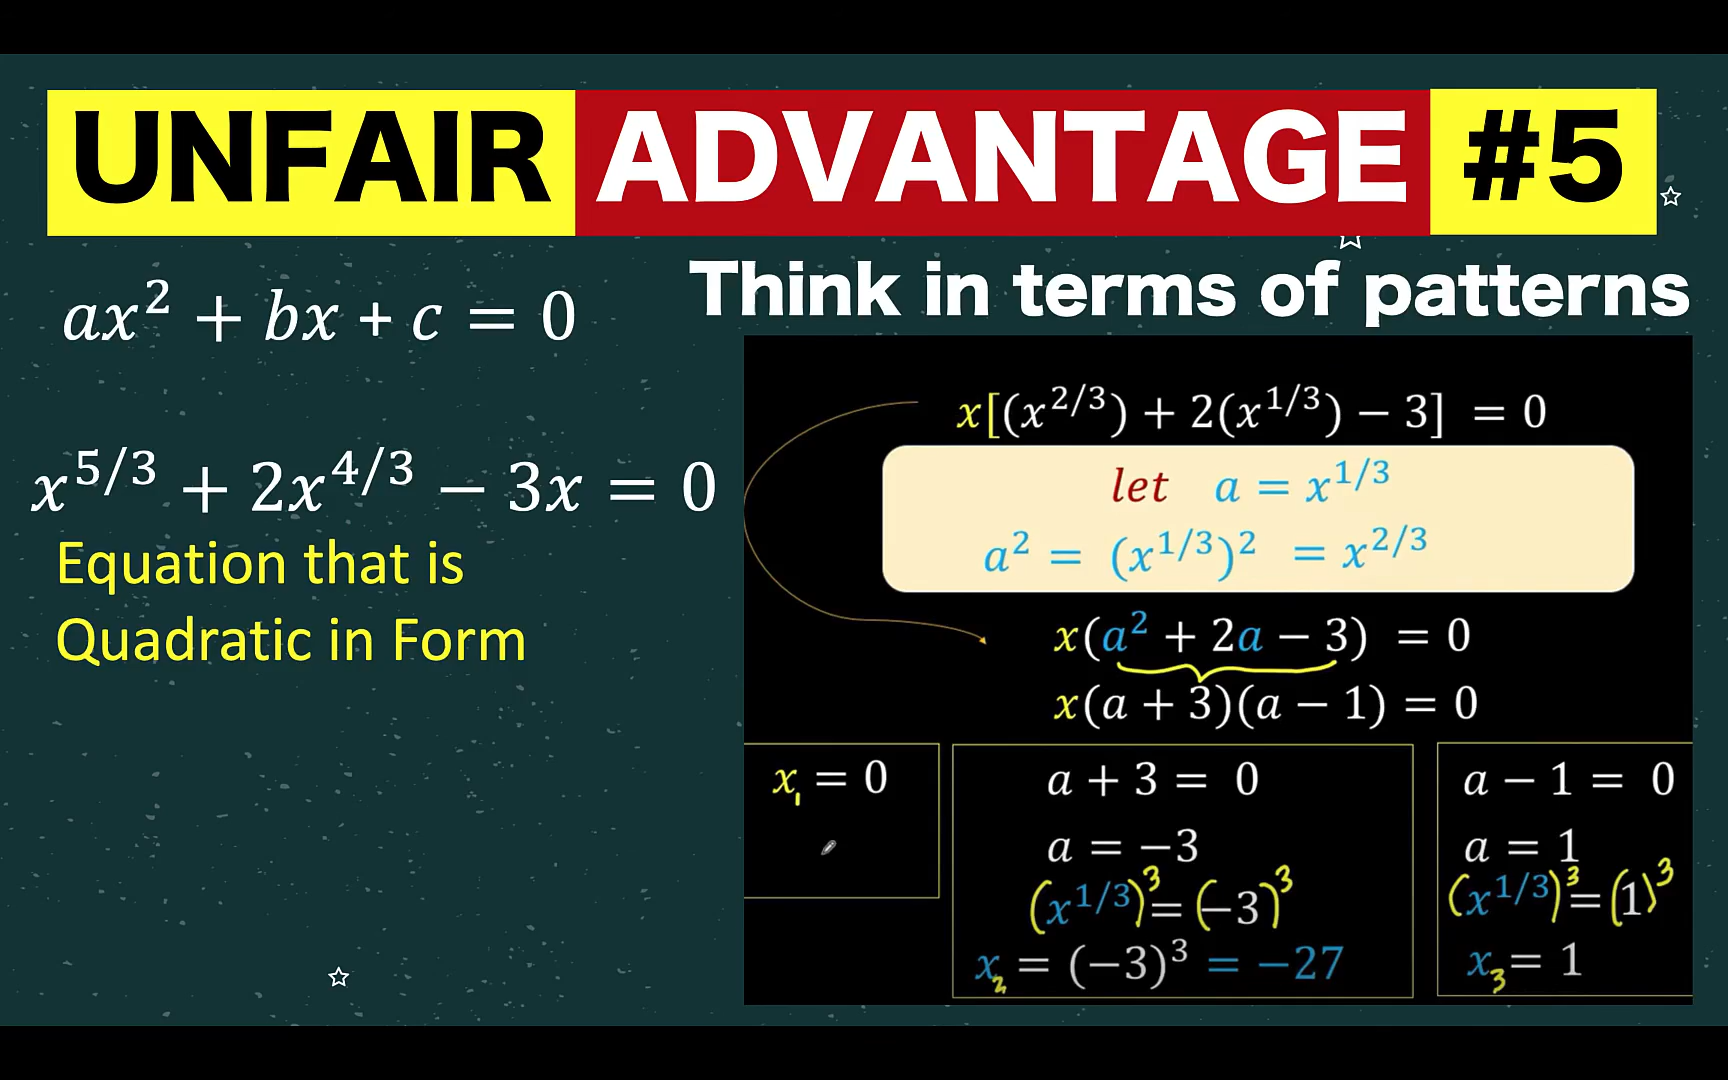 UNFAIR ADVANTAGE #5
Think in terms of patterns
ax² + bx + c = 0
x^{5/3} + 2x^{4/3} − 3x = 0
Equation that is
Quadratic in Form
x[(x^{2/3}) + 2(x^{1/3}) − 3] = 0
let a = x^{1/3}
a² = (x^{1/3})² = x^{2/3}
x(a² + 2a − 3) = 0
x(a + 3)(a − 1) = 0
x₁ = 0
a + 3 = 0
a = −3
(x^{1/3})³ = (−3)³
x₂ = (−3)³ = −27
a − 1 = 0
a = 1
(x^{1/3})³ = (1)³
x₃ = 1